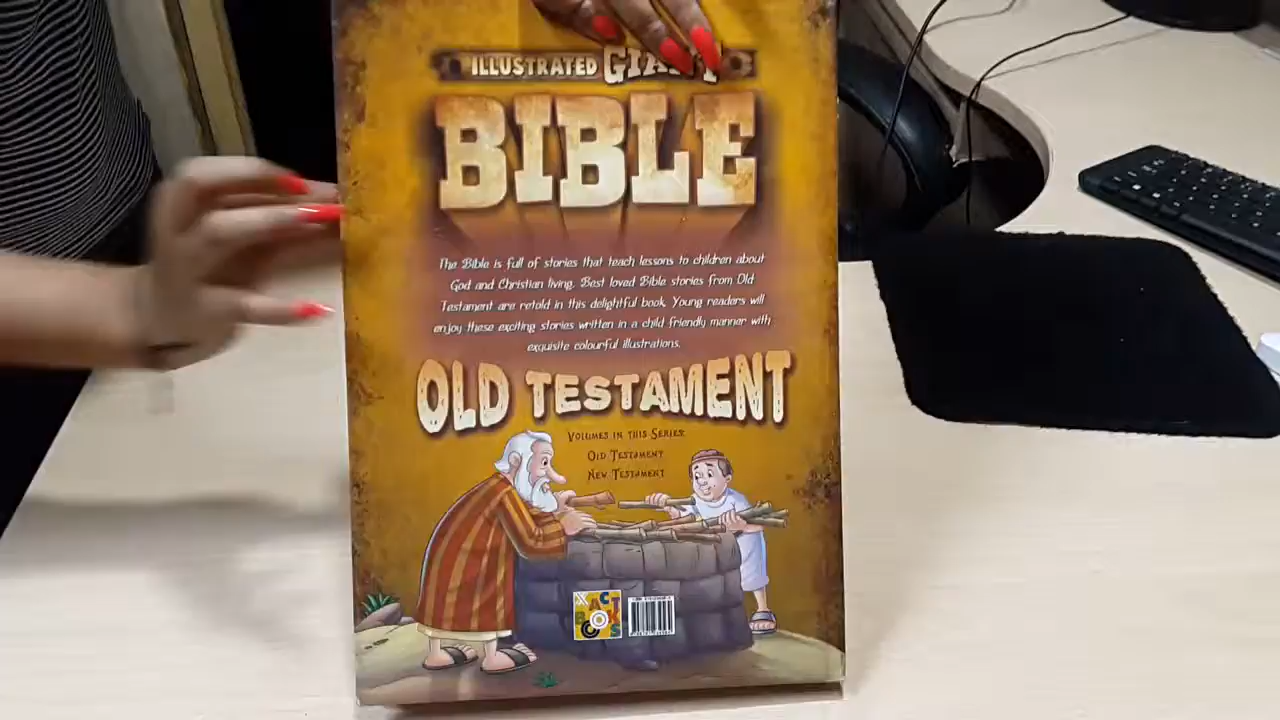 ILLUSTRATED GIANT
BIBLE
The Bible is full of stories that teach lessons to children about
God and Christian living. Best loved Bible stories from Old
Testament are retold in this delightful book. Young readers will
enjoy these exciting stories written in a child friendly manner with
exquisite colourful illustrations.
OLD TESTAMENT
VOLUMES IN THIS SERIES:
OLD TESTAMENT
NEW TESTAMENT